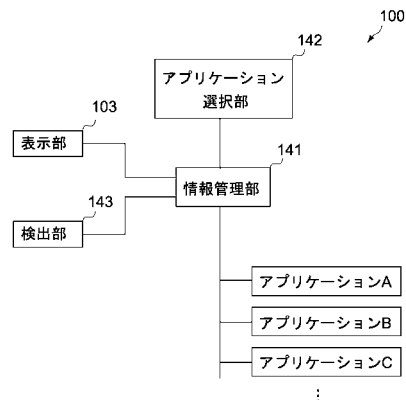 100
142
アプリケーション
選択部
103
表示部
141
情報管理部
143
検出部
アプリケーションA
アプリケーションB
アプリケーションC
⋮